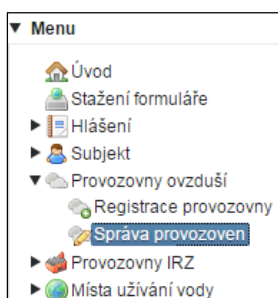 Menu
Úvod
Stažení formuláře
Hlášení
Subjekt
Provozovny ovzduší
Registrace provozovny
Správa provozoven
Provozovny IRZ
Místa užívání vody